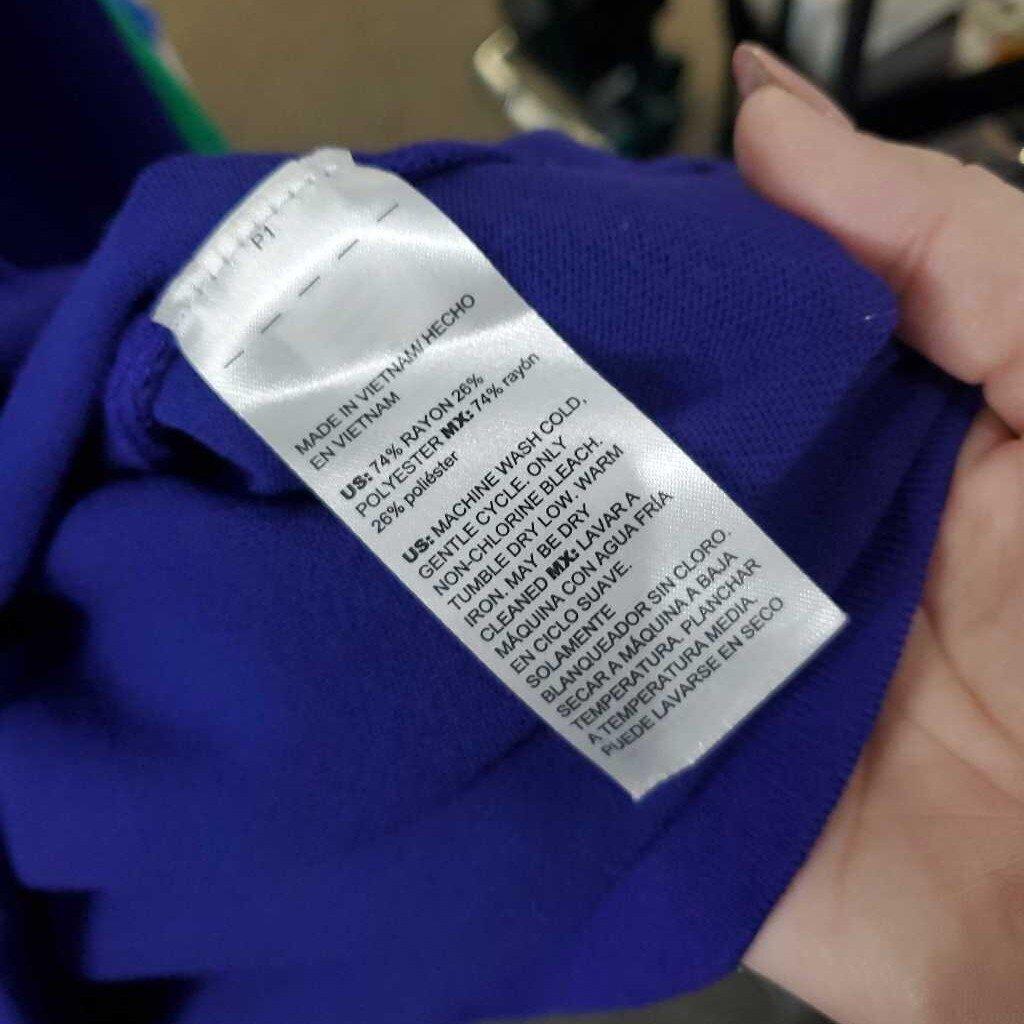 P1
MADE IN VIETNAM/ HECHO
EN VIETNAM
US: 74% RAYON 26%
POLYESTER MX: 74% rayón
26% poliéster
US: MACHINE WASH COLD,
GENTLE CYCLE. ONLY
NON-CHLORINE BLEACH.
TUMBLE DRY LOW. WARM
IRON. MAY BE DRY
CLEANED MX: LAVAR A
MÁQUINA CON AGUA FRÍA
EN CICLO SUAVE.
SOLAMENTE
BLANQUEADOR SIN CLORO.
SECAR A MÁQUINA A BAJA
TEMPERATURA. PLANCHAR
A TEMPERATURA MEDIA.
PUEDE LAVARSE EN SECO